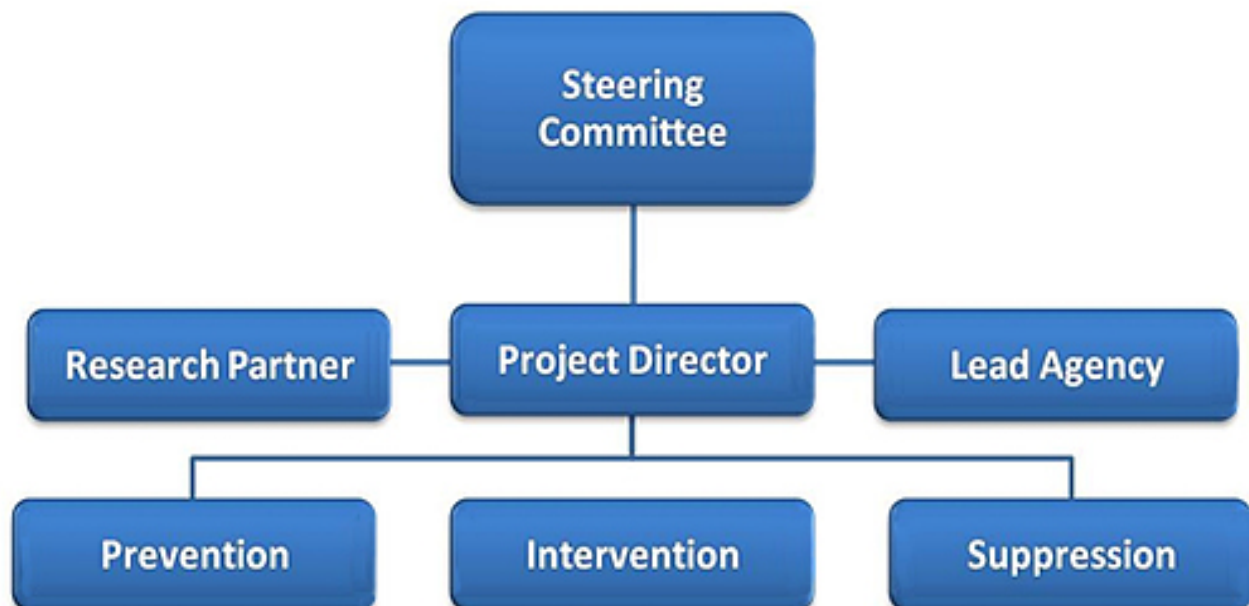 Steering
Committee
Research Partner
Project Director
Lead Agency
Prevention
Intervention
Suppression